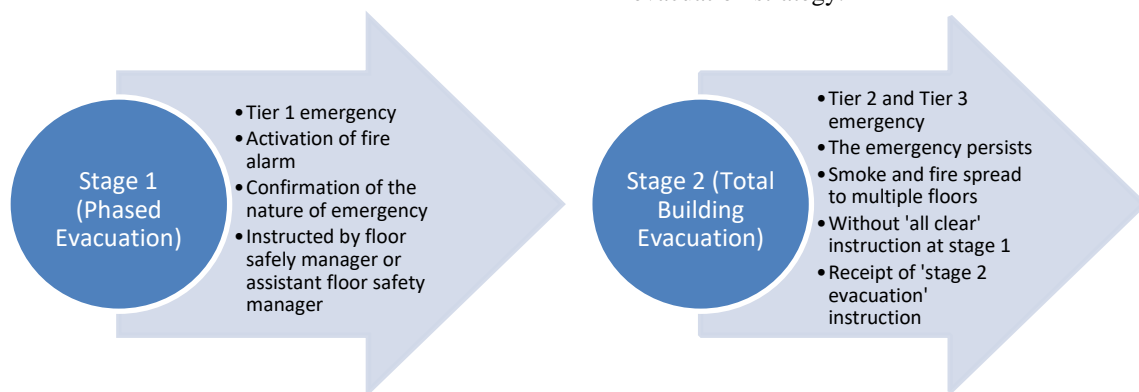 Stage 1
(Phased
Evacuation)
•Tier 1 emergency
•Activation of fire
alarm
•Confirmation of the
nature of emergency
•Instructed by floor
safely manager or
assistant floor safety
manager
Stage 2 (Total
Building
Evacuation)
•Tier 2 and Tier 3
emergency
•The emergency persists
•Smoke and fire spread
to multiple floors
•Without 'all clear'
instruction at stage 1
•Receipt of 'stage 2
evacuation'
instruction